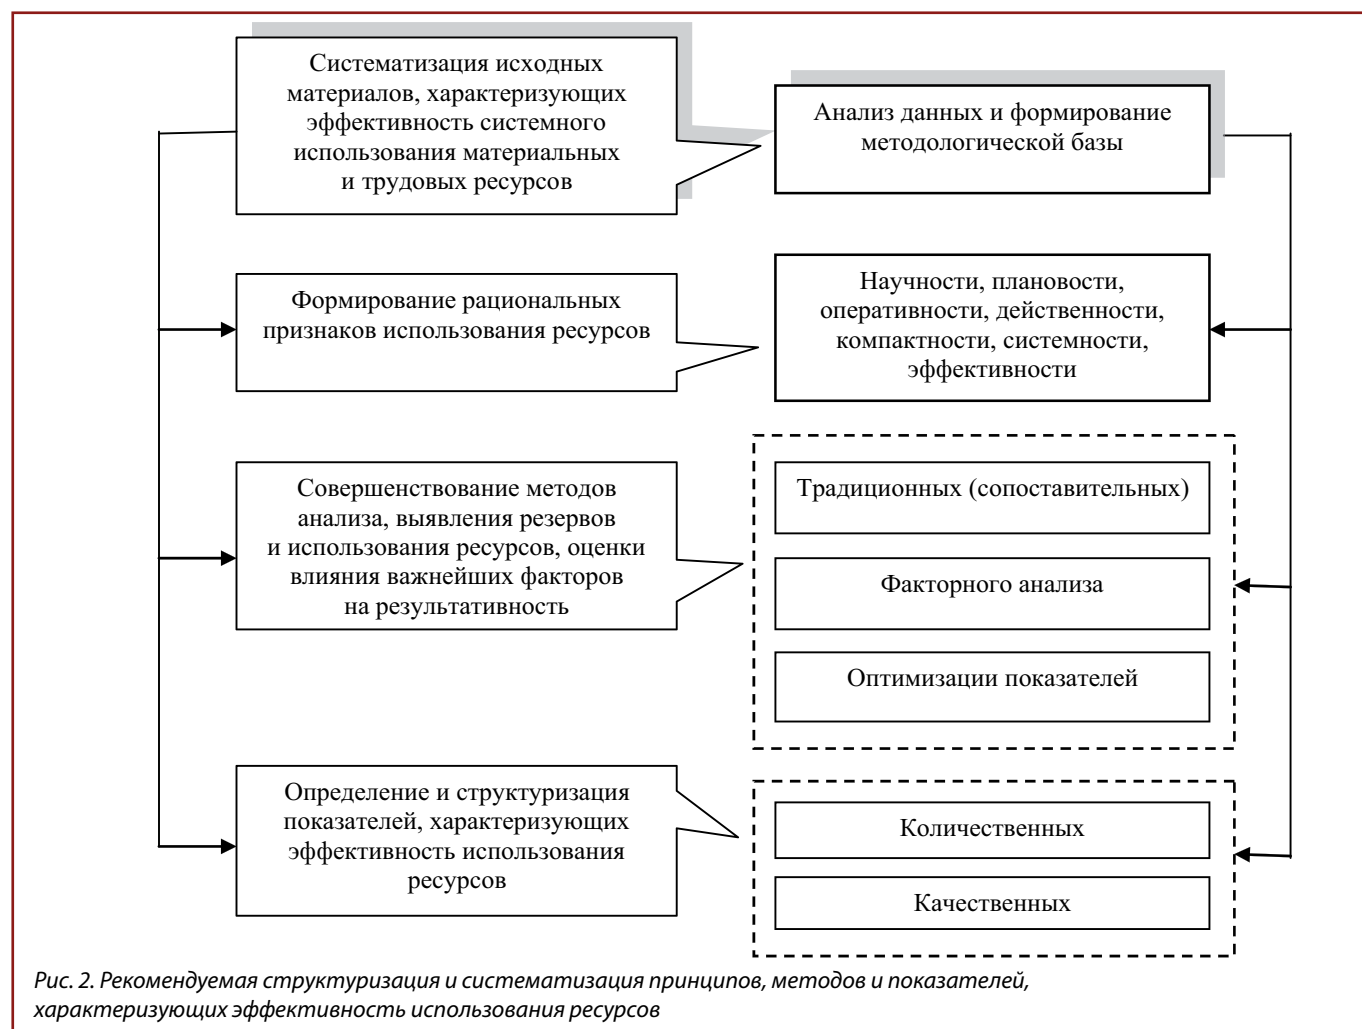 Систематизация исходных
материалов, характеризующих
эффективность системного
использования материальных
и трудовых ресурсов
Анализ данных и формирование
методологической базы
Формирование рациональных
признаков использования ресурсов
Научности, плановости,
оперативности, действенности,
компактности, системности,
эффективности
Совершенствование методов
анализа, выявления резервов
и использования ресурсов, оценки
влияния важнейших факторов
на результативность
Традиционных (сопоставительных)
Факторного анализа
Оптимизации показателей
Определение и структуризация
показателей, характеризующих
эффективность использования
ресурсов
Количественных
Качественных
Рис. 2. Рекомендуемая структуризация и систематизация принципов, методов и показателей,
характеризующих эффективность использования ресурсов